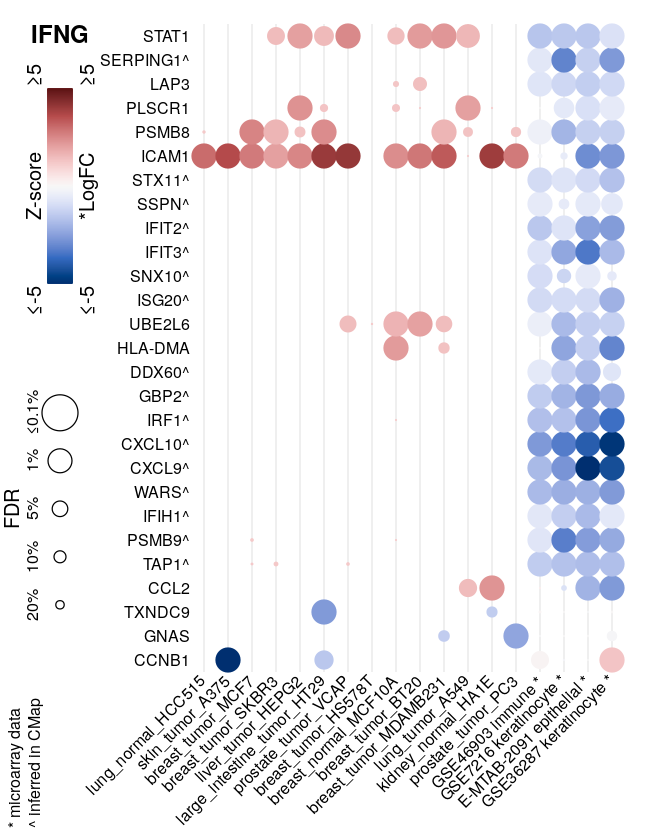 IFNG
≥5
≥5
Z-score
*LogFC
≤-5
≤-5
FDR
≤0.1%
1%
5%
10%
20%
* microarray data
^ Inferred In CMap
STAT1
SERPING1^
LAP3
PLSCR1
PSMB8
ICAM1
STX11^
SSPN^
IFIT2^
IFIT3^
SNX10^
ISG20^
UBE2L6
HLA-DMA
DDX60^
GBP2^
IRF1^
CXCL10^
CXCL9^
WARS^
IFIH1^
PSMB9^
TAP1^
CCL2
TXNDC9
GNAS
CCNB1
lung_normal_HCC515
skin_tumor_A375
breast_tumor_MCF7
breast_tumor_SKBR3
liver_tumor_HEPG2
large_Intestine_tumor_HT29
prostate_tumor_VCAP
breast_tumor_HS578T
breast_normal_MCF10A
breast_tumor_BT20
breast_tumor_MDAMB231
lung_tumor_A549
kidney_normal_HA1E
prostate_tumor_PC3
GSE46903 Immune*
GSE7216 keratinocyte*
E-MTAB-2091 epithelial*
GSE36287 keratinocyte*